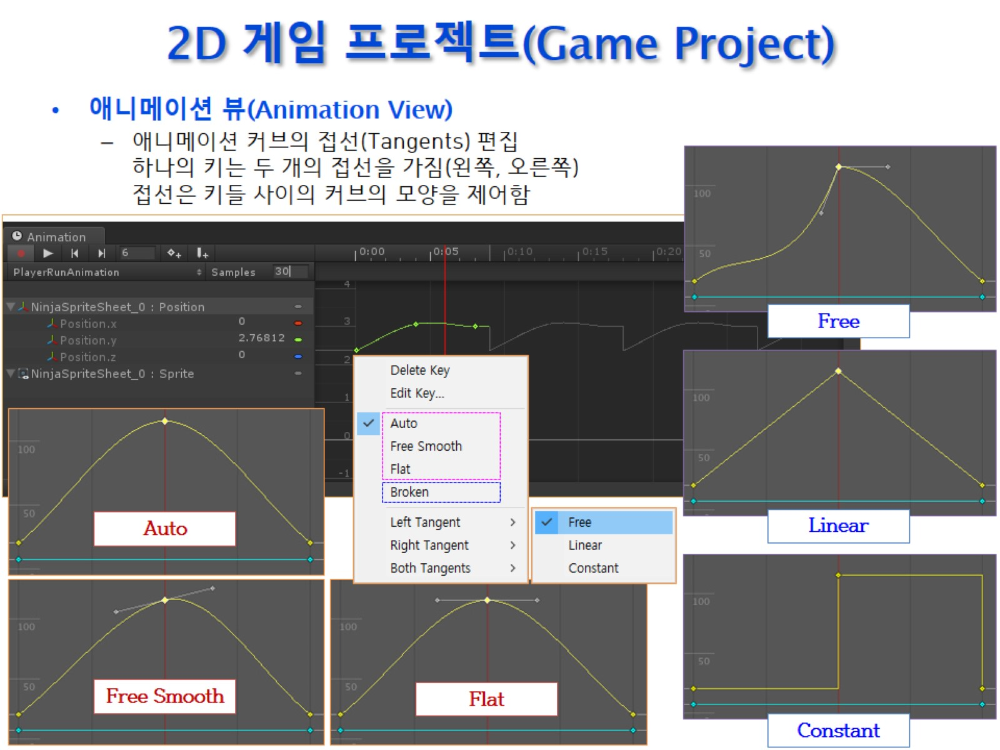 2D 게임 프로젝트(Game Project)
• 애니메이션 뷰(Animation View)
– 애니메이션 커브의 접선(Tangents) 편집
하나의 키는 두 개의 접선을 가짐(왼쪽, 오른쪽)
접선은 키들 사이의 커브의 모양을 제어함
Animation
6
0:00 0:05 0:10 0:15 0:20
PlayerRunAnimation Samples 30
NinjaSpriteSheet_0 : Position
Position.x 0
Position.y 2.76812
Position.z 0
NinjaSpriteSheet_0 : Sprite
4
3
2
1
0
-1
Delete Key
Edit Key...
Auto
Free Smooth
Flat
Broken
Left Tangent
Right Tangent
Both Tangents
Free
Linear
Constant
100
50
Auto
100
50
Free Smooth
100
50
Flat
100
50
Free
100
50
Linear
100
50
Constant